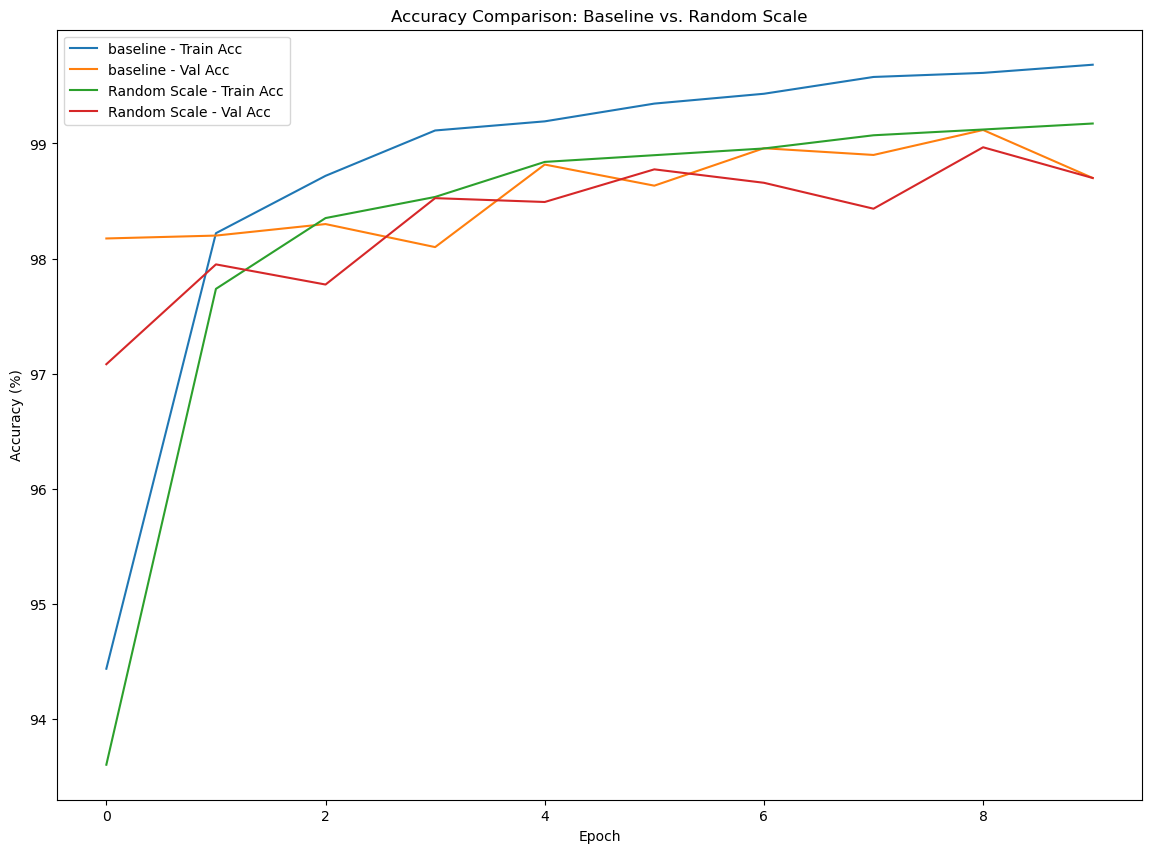 Accuracy Comparison: Baseline vs. Random Scale
baseline - Train Acc
baseline - Val Acc
Random Scale - Train Acc
Random Scale - Val Acc
Accuracy (%)
99
98
97
96
95
94
0 2 4 6 8
Epoch